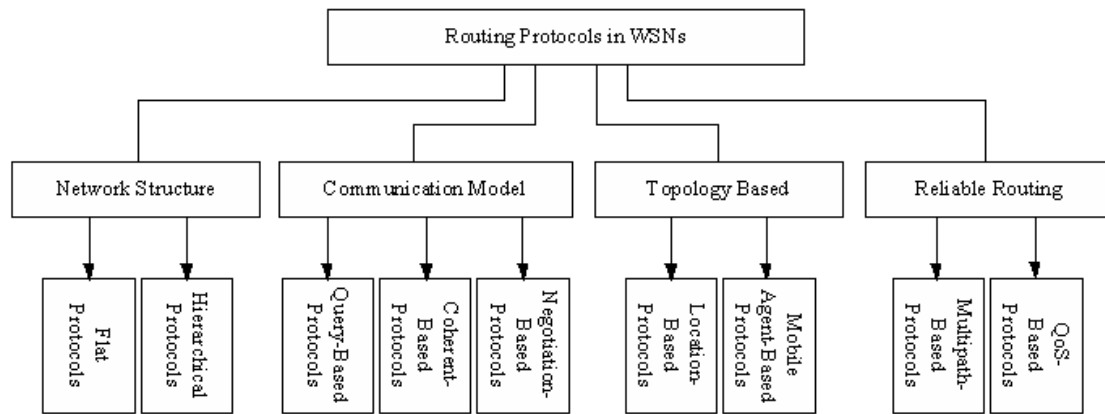 Routing Protocols in WSNs
Network Structure
Communication Model
Topology Based
Reliable Routing
Flat
Protocols
Hierarchical
Protocols
Query-Based
Protocols
Coherent-
Based
Protocols
Negotiation-
Based
Protocols
Location-
Based
Protocols
Mobile
Agent-Based
Protocols
Multipath-
Based
Protocols
QoS-
Based
Protocols